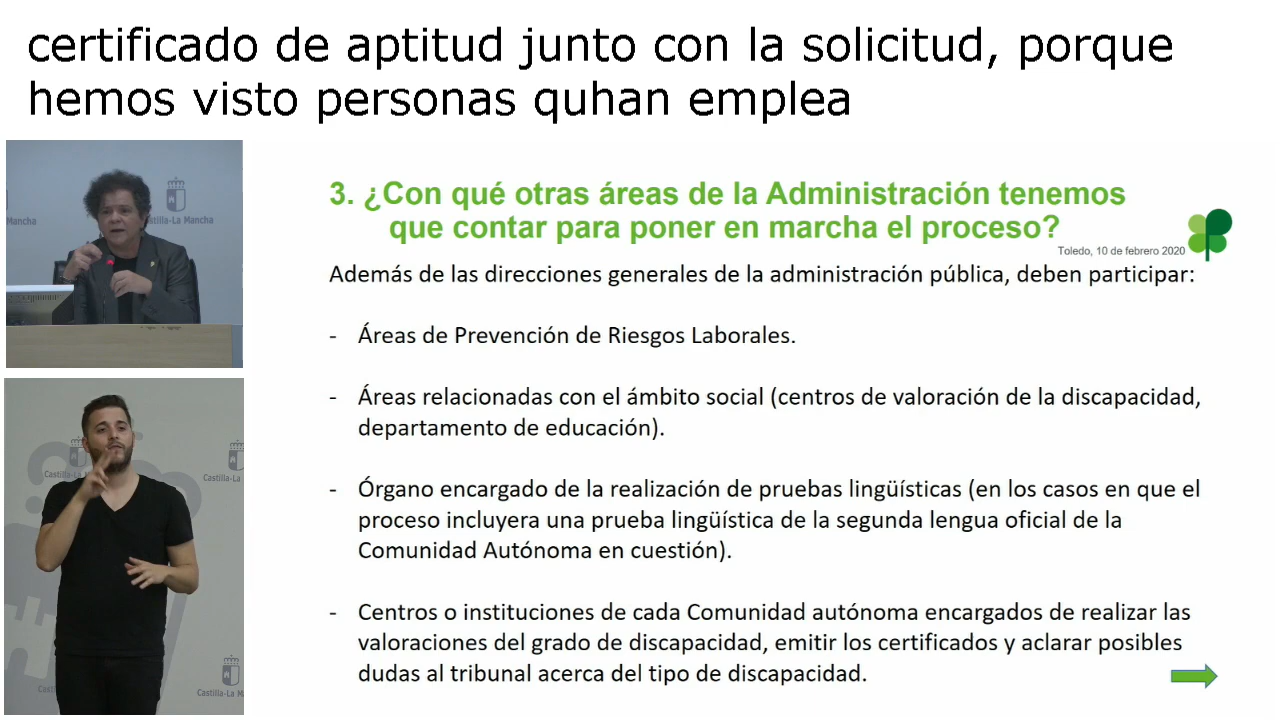 certificado de aptitud junto con la solicitud, porque
hemos visto personas quhan emplea
3. ¿Con qué otras áreas de la Administración tenemos
que contar para poner en marcha el proceso?
Toledo, 10 de febrero 2020
Además de las direcciones generales de la administración pública, deben participar:
- Áreas de Prevención de Riesgos Laborales.
- Áreas relacionadas con el ámbito social (centros de valoración de la discapacidad,
departamento de educación).
- Órgano encargado de la realización de pruebas lingüísticas (en los casos en que el
proceso incluyera una prueba lingüística de la segunda lengua oficial de la
Comunidad Autónoma en cuestión).
- Centros o instituciones de cada Comunidad autónoma encargados de realizar las
valoraciones del grado de discapacidad, emitir los certificados y aclarar posibles
dudas al tribunal acerca del tipo de discapacidad.
Mancha
stilla-La Mancha
Castilla-La M
Castilla-La
Cast
Castilla-La M